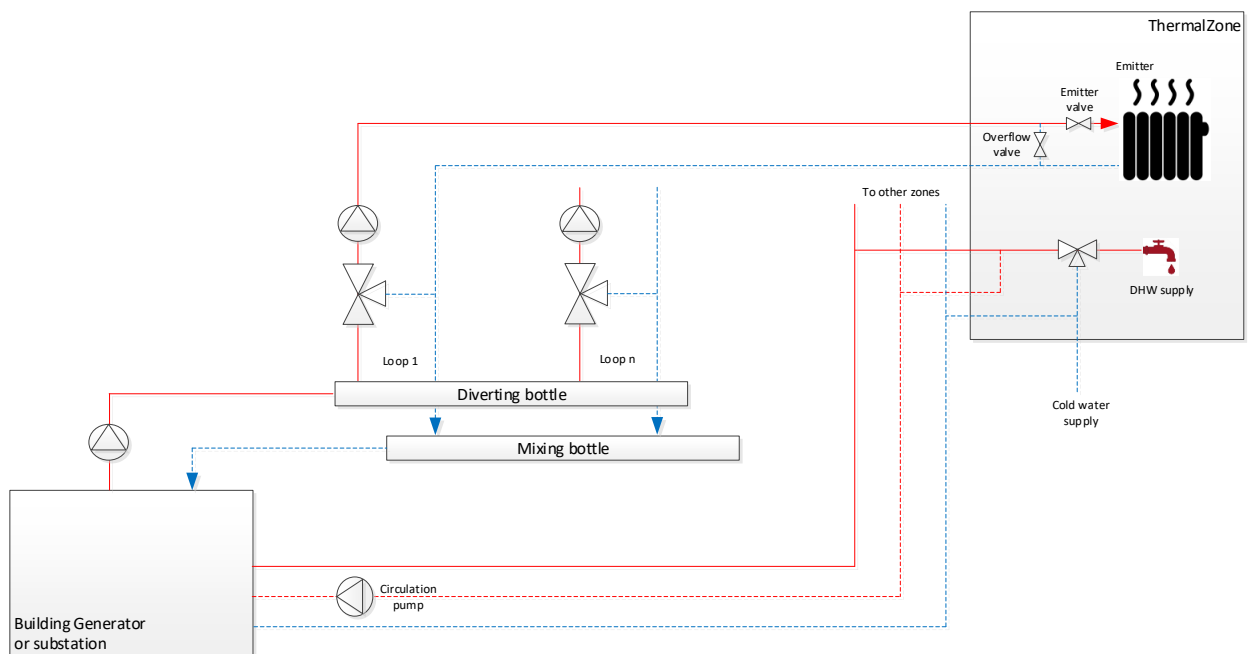 ThermalZone
Emitter
Emitter
valve
Overflow
valve
To other zones
DHW supply
Loop 1
Loop n
Diverting bottle
Cold water
supply
Mixing bottle
Circulation
pump
Building Generator
or substation